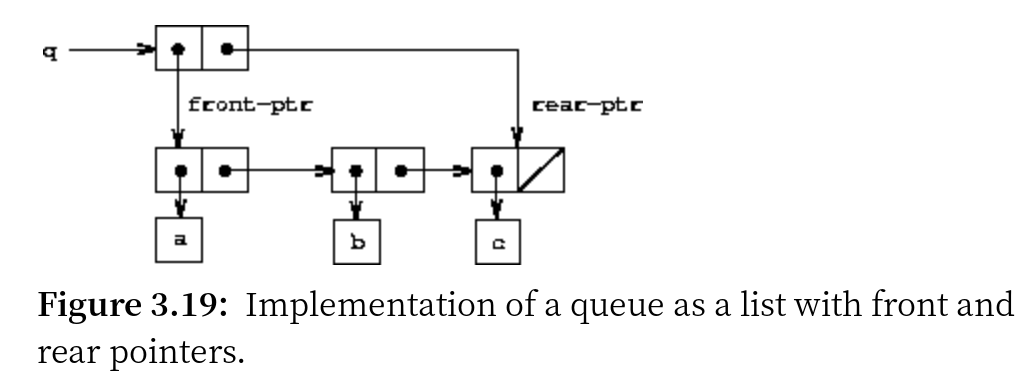 q
front-ptr
rear-ptr
a
b
c
Figure 3.19: Implementation of a queue as a list with front and
rear pointers.